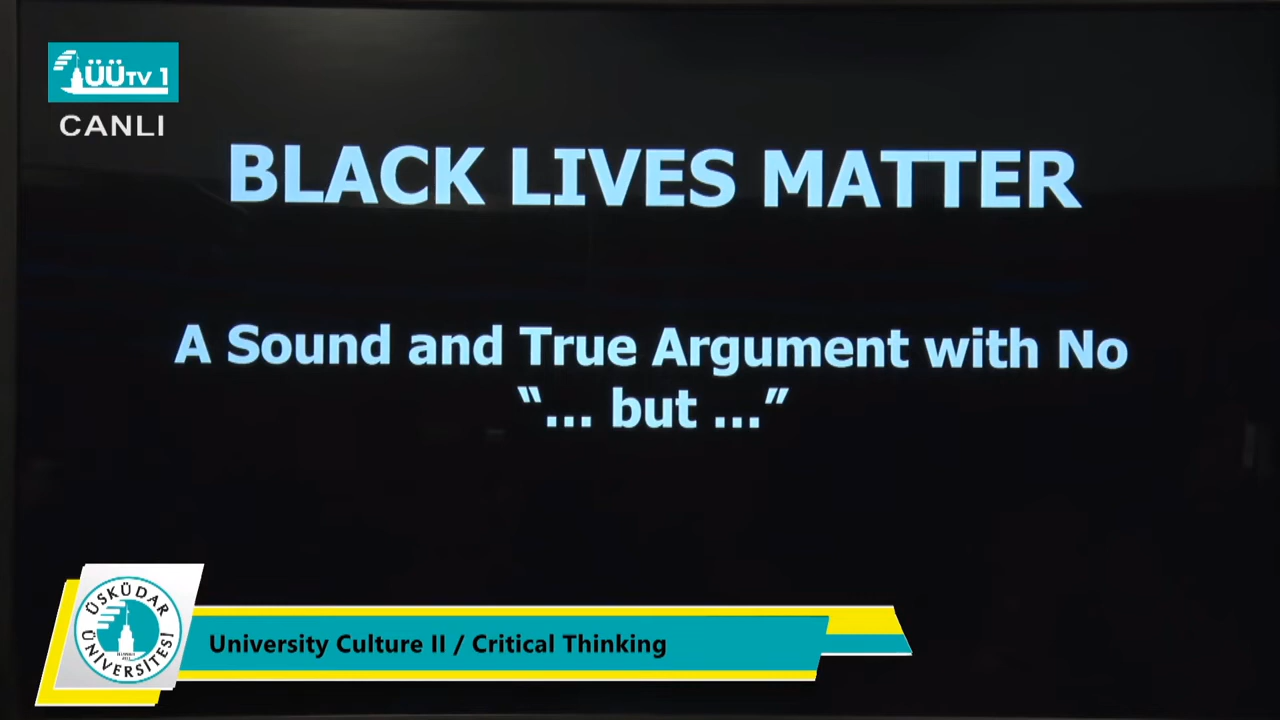 ÜÜTV 1
CANLI
BLACK LIVES MATTER
A Sound and True Argument with No
“... but ...”
ÜSKÜDAR ÜNİVERSİTESİ
University Culture II / Critical Thinking